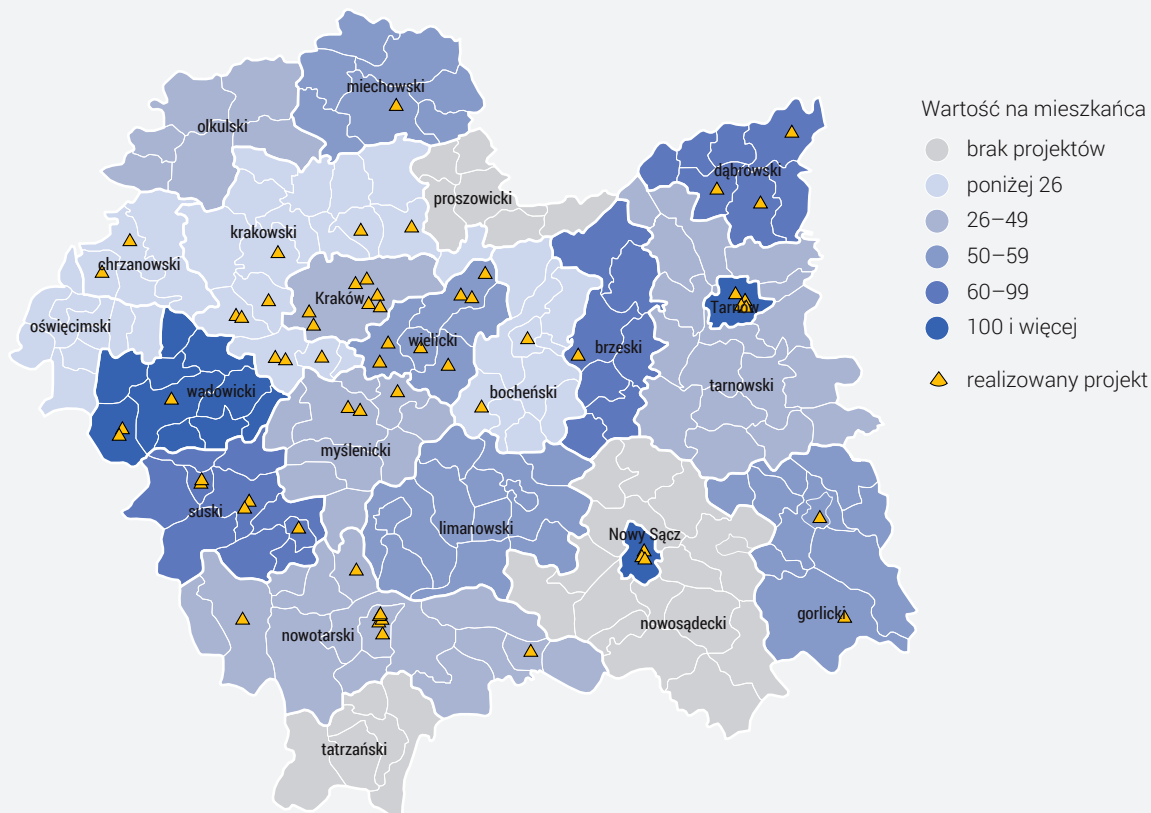 miechowski
olkulski
dąbrowski
proszowicki
krakowski
chrzanowski
Kraków
Tarnów
oświęcimski
wielicki
brzeski
tarnowski
wadowicki
bocheński
myślenicki
suski
limanowski
Nowy Sącz
gorlicki
nowosądecki
nowotarski
tatrzański
Wartość na mieszkańca
brak projektów
poniżej 26
26–49
50–59
60–99
100 i więcej
realizowany projekt